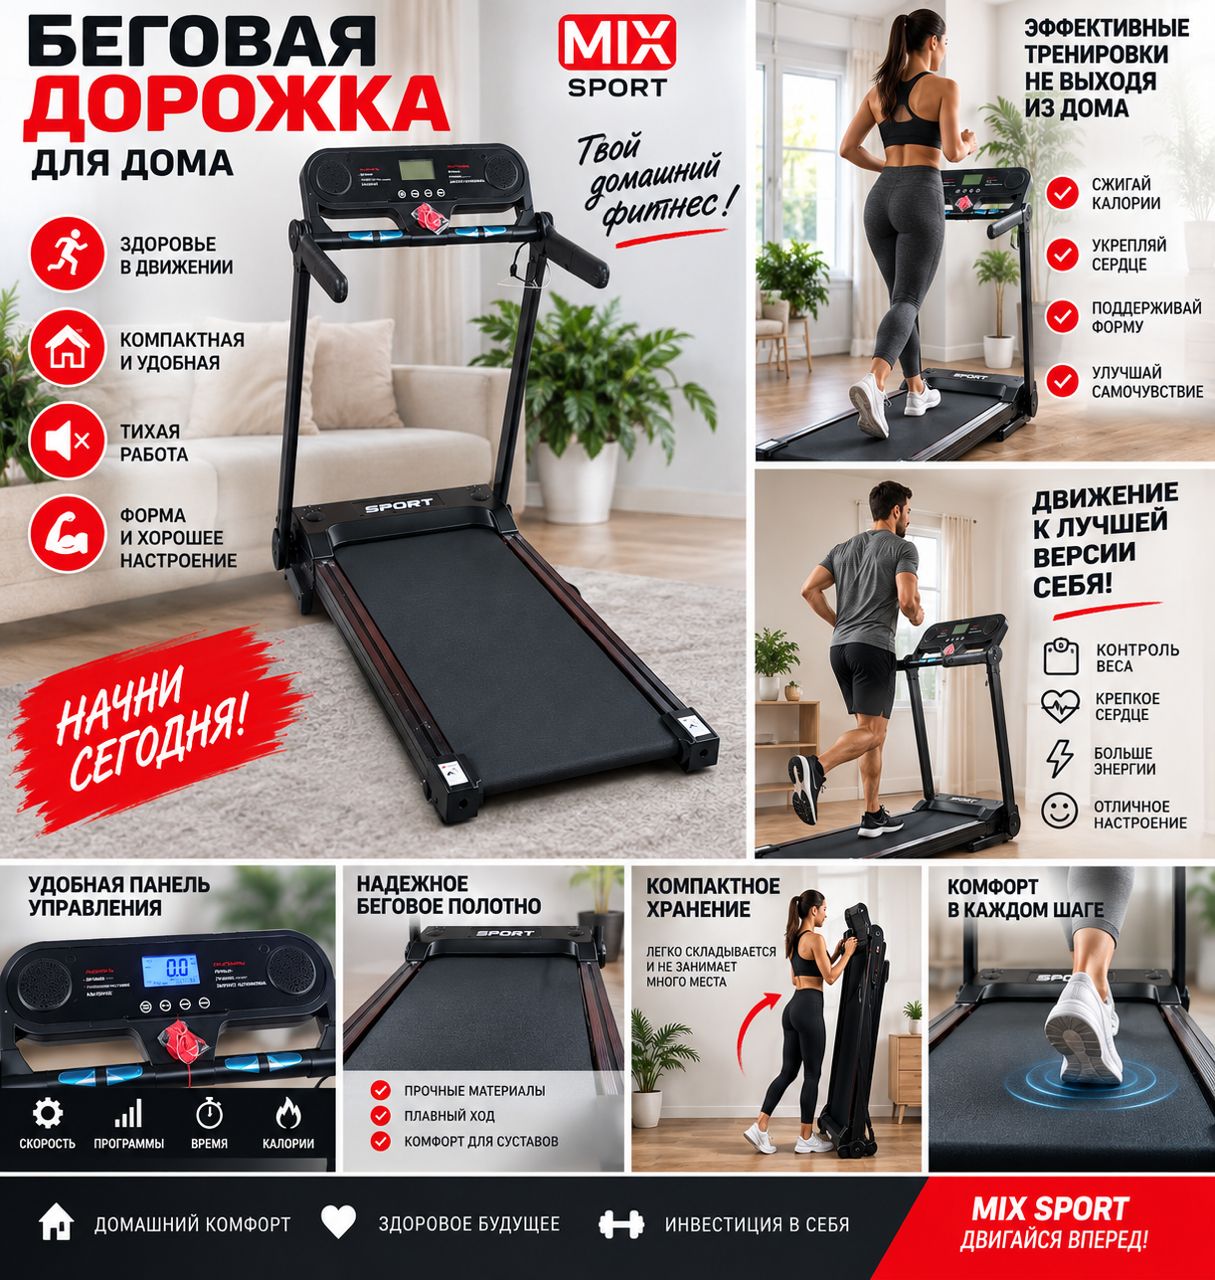 БЕГОВАЯ
ДОРОЖКА
ДЛЯ ДОМА
MIX
SPORT
Твой
домашний
фитнес!
ЗДОРОВЬЕ
В ДВИЖЕНИИ
КОМПАКТНАЯ
И УДОБНАЯ
ТИХАЯ
РАБОТА
ФОРМА
И ХОРОШЕЕ
НАСТРОЕНИЕ
SPORT
НАЧНИ
СЕГОДНЯ!
ЭФФЕКТИВНЫЕ
ТРЕНИРОВКИ
НЕ ВЫХОДЯ
ИЗ ДОМА
СЖИГАЙ
КАЛОРИИ
УКРЕПЛЯЙ
СЕРДЦЕ
ПОДДЕРЖИВАЙ
ФОРМУ
УЛУЧШАЙ
САМОЧУВСТВИЕ
SPORT
ДВИЖЕНИЕ
К ЛУЧШЕЙ
ВЕРСИИ
СЕБЯ!
КОНТРОЛЬ
ВЕСА
КРЕПКОЕ
СЕРДЦЕ
БОЛЬШЕ
ЭНЕРГИИ
ОТЛИЧНОЕ
НАСТРОЕНИЕ
SPORT
УДОБНАЯ ПАНЕЛЬ
УПРАВЛЕНИЯ
0.0
СКОРОСТЬ
ПРОГРАММЫ
ВРЕМЯ
КАЛОРИИ
НАДЕЖНОЕ
БЕГОВОЕ ПОЛОТНО
SPORT
ПРОЧНЫЕ МАТЕРИАЛЫ
ПЛАВНЫЙ ХОД
КОМФОРТ ДЛЯ СУСТАВОВ
КОМПАКТНОЕ
ХРАНЕНИЕ
ЛЕГКО СКЛАДЫВАЕТСЯ
И НЕ ЗАНИМАЕТ
МНОГО МЕСТА
КОМФОРТ
В КАЖДОМ ШАГЕ
SPO
ДОМАШНИЙ КОМФОРТ
ЗДОРОВОЕ БУДУЩЕЕ
ИНВЕСТИЦИЯ В СЕБЯ
MIX SPORT
ДВИГАЙСЯ ВПЕРЕД!